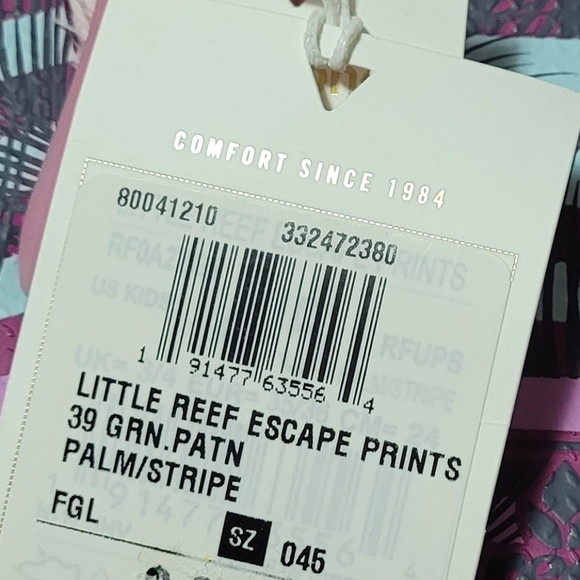 COMFORT SINCE 1984
80041210 332472380
1 91477 63556 4
LITTLE REEF ESCAPE PRINTS
39 GRN.PATN
PALM/STRIPE
FGL SZ 045